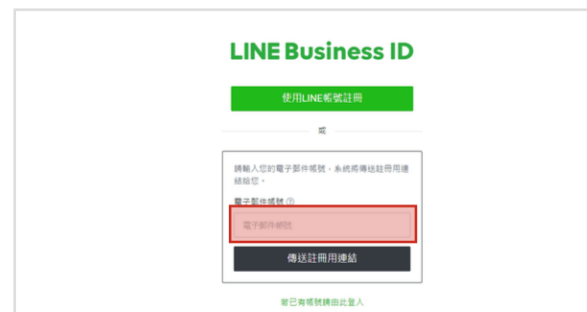 LINE Business ID
使用LINE帳號註冊
或
請輸入您的電子郵件帳號，系統將傳送註冊用連
結給您。
電子郵件帳號 ?
電子郵件帳號
傳送註冊用連結
若已有帳號請由此登入